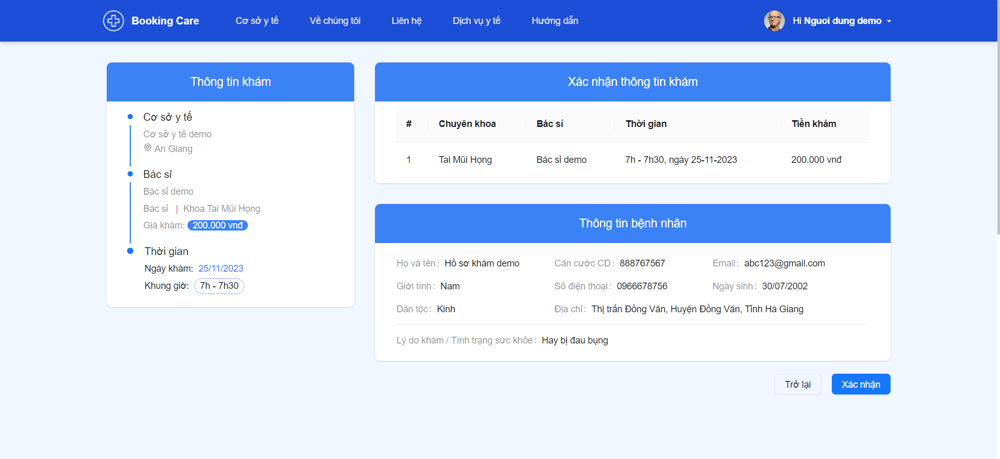 Booking Care
Cơ sở y tế
Về chúng tôi
Liên hệ
Dịch vụ y tế
Hướng dẫn
Hi Nguoi dung demo
Thông tin khám
Cơ sở y tế
Cơ sở y tế demo
An Giang
Bác sỉ
Bác sỉ demo
Bác sỉ | Khoa Tai Mũi Họng
Giá khám: 200.000 vnđ
Thời gian
Ngày khám: 25/11/2023
Khung giờ: 7h - 7h30
Xác nhận thông tin khám
# Chuyên khoa Bác sỉ Thời gian Tiền khám
1 Tai Mũi Họng Bác sỉ demo 7h - 7h30, ngày 25-11-2023 200.000 vnđ
Thông tin bệnh nhân
Họ và tên : Hồ sơ khám demo Căn cước CD : 888767567 Email : abc123@gmail.com
Giới tính : Nam Số điện thoại : 0966678756 Ngày sinh : 30/07/2002
Dân tộc : Kinh Địa chỉ : Thị trấn Đồng Văn, Huyện Đồng Văn, Tỉnh Hà Giang
Lý do khám / Tình trạng sức khỏe : Hay bị đau bụng
Trở lại
Xác nhận